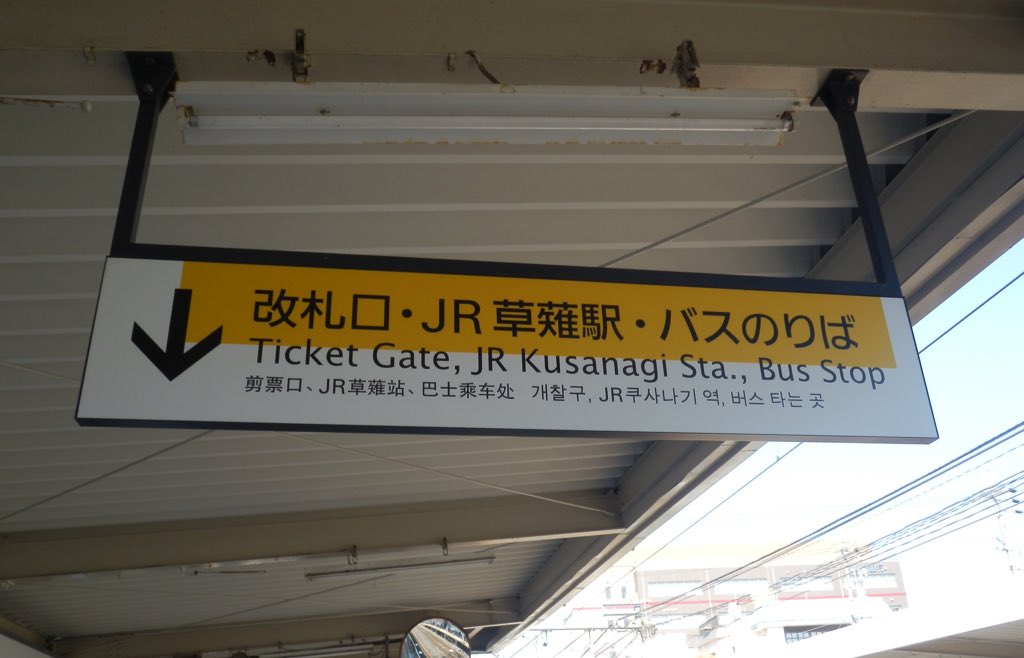 改札口・JR草薙駅・バスのりば
Ticket Gate, JR Kusanagi Sta., Bus Stop
剪票口、JR草薙站、巴士乘车处 개찰구, JR쿠사나기 역, 버스 타는 곳